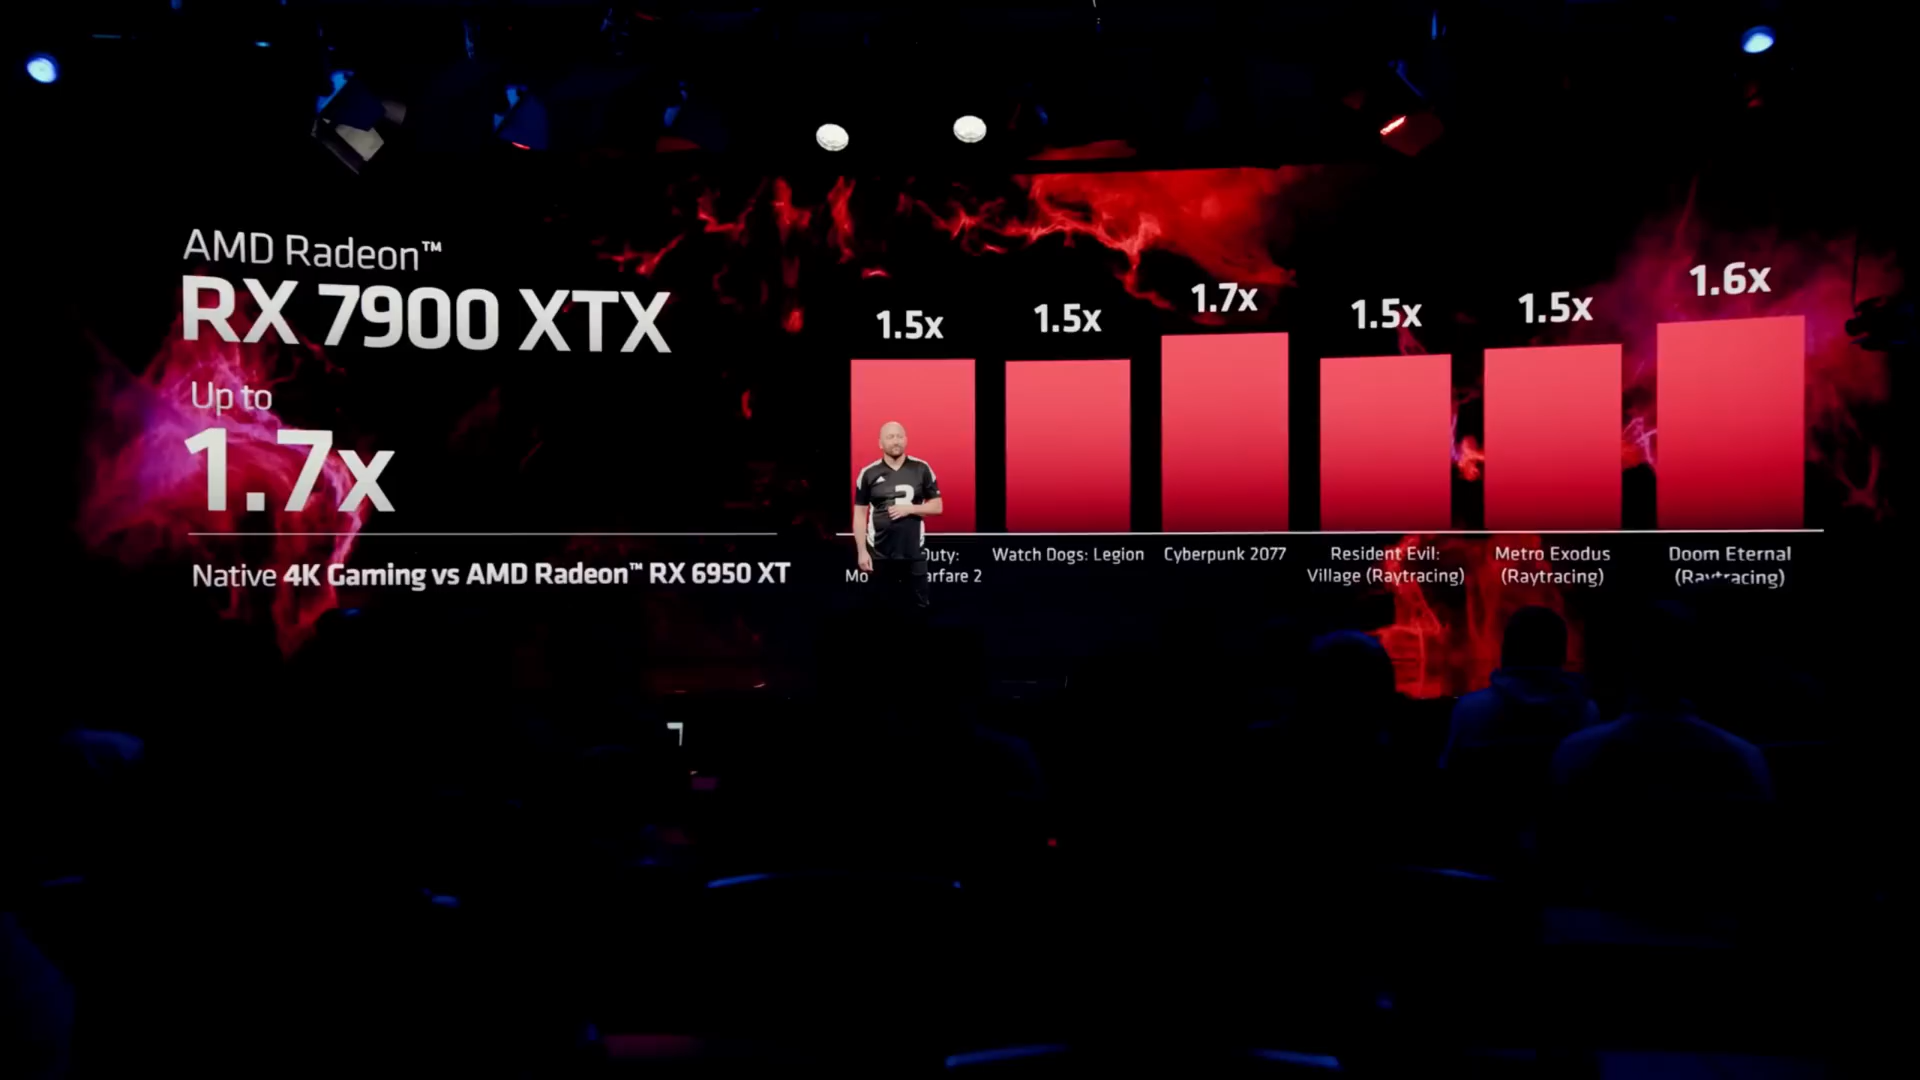 AMD Radeon™
RX 7900 XTX
Up to
1.7x
Native 4K Gaming vs AMD Radeon™ RX 6950 XT
1.5x
1.5x
1.7x
1.5x
1.5x
1.6x
Duty:
Mo arfare 2
Watch Dogs: Legion
Cyberpunk 2077
Resident Evil:
Village (Raytracing)
Metro Exodus
(Raytracing)
Doom Eternal
(Raytracing)